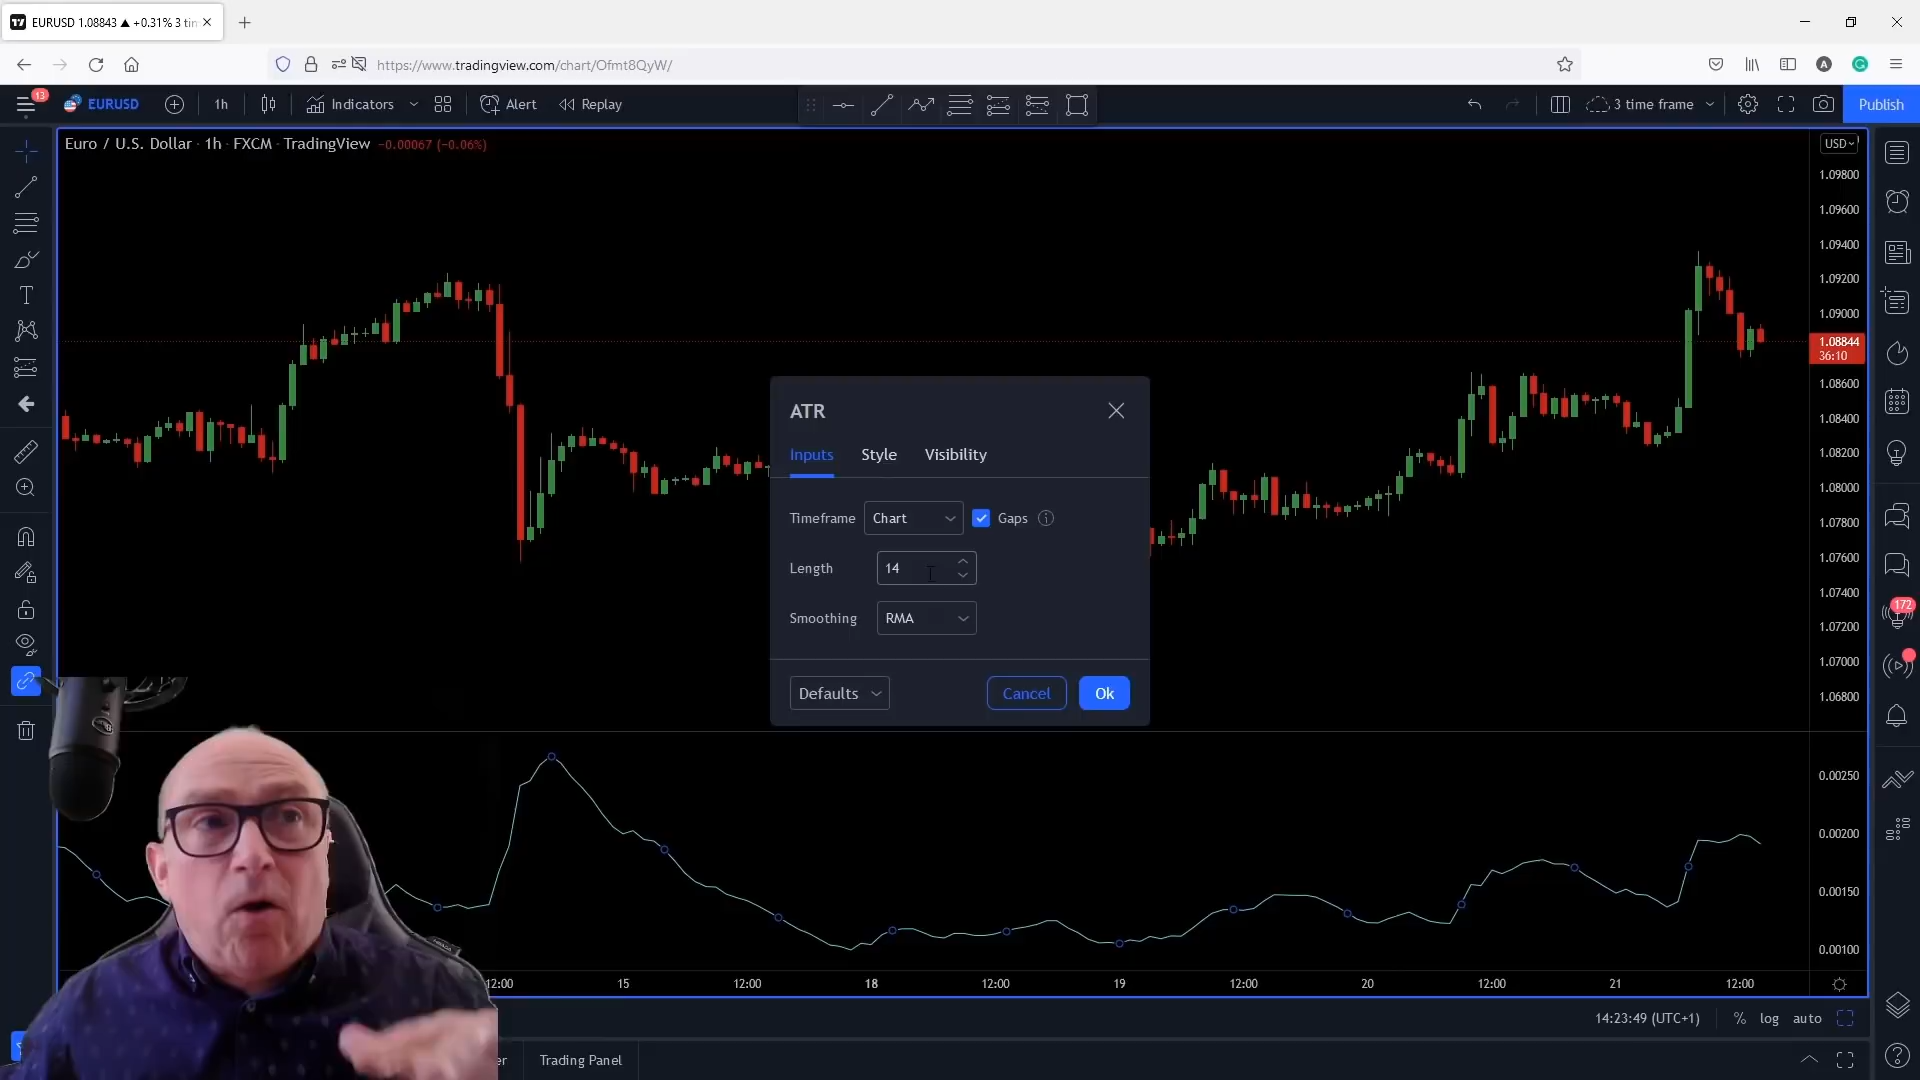 EURUSD 1.08843 ▲ +0.31% 3 tim
https://www.tradingview.com/chart/Ofmt8QyW/
A
G
13
EURUSD
1h
Indicators
Alert
Replay
3 time frame
Publish
Euro / U.S. Dollar · 1h · FXCM · TradingView -0.00067 (-0.06%)
USD
1.09800
1.09600
1.09400
1.09200
1.09000
1.08844
36:10
1.08600
1.08400
1.08200
1.08000
1.07800
1.07600
1.07400
1.07200
1.07000
1.06800
ATR
Inputs
Style
Visibility
Timeframe
Chart
Gaps
Length
14
Smoothing
RMA
Defaults
Cancel
Ok
172
0.00250
0.00200
0.00150
0.00100
12:00
15
12:00
18
12:00
19
12:00
20
12:00
21
12:00
14:23:49 (UTC+1)
%
log
auto
er
Trading Panel